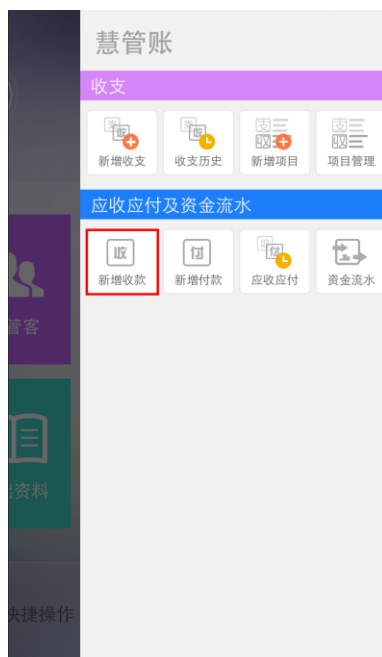 慧管账
收支
新增收支
收支历史
新增项目
项目管理
应收应付及资金流水
收
付
新增收款
新增付款
应收应付
资金流水
管客
资料
快捷操作